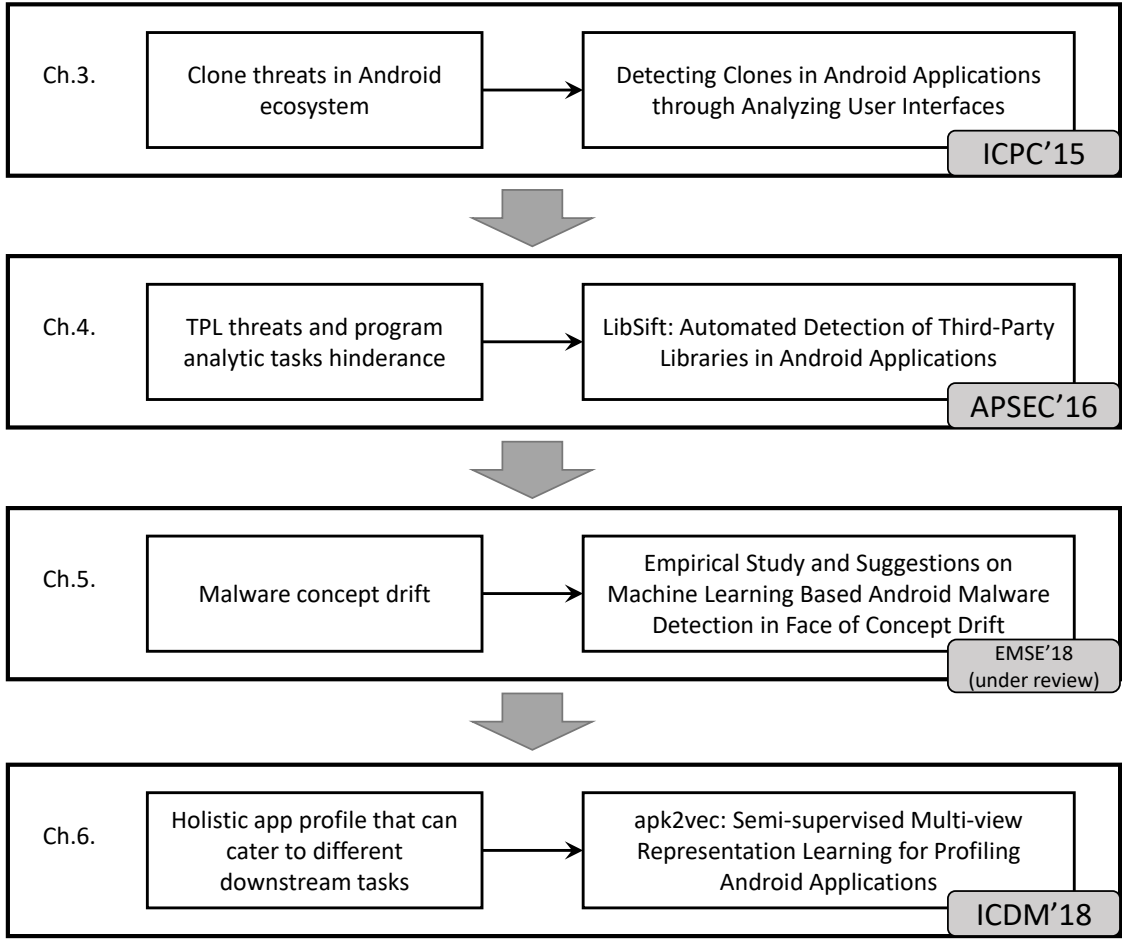 Ch.3.
Clone threats in Android
ecosystem
Detecting Clones in Android Applications
through Analyzing User Interfaces
ICPC’15
Ch.4.
TPL threats and program
analytic tasks hinderance
LibSift: Automated Detection of Third-Party
Libraries in Android Applications
APSEC’16
Ch.5.
Malware concept drift
Empirical Study and Suggestions on
Machine Learning Based Android Malware
Detection in Face of Concept Drift
EMSE’18
(under review)
Ch.6.
Holistic app profile that can
cater to different
downstream tasks
apk2vec: Semi-supervised Multi-view
Representation Learning for Profiling
Android Applications
ICDM’18